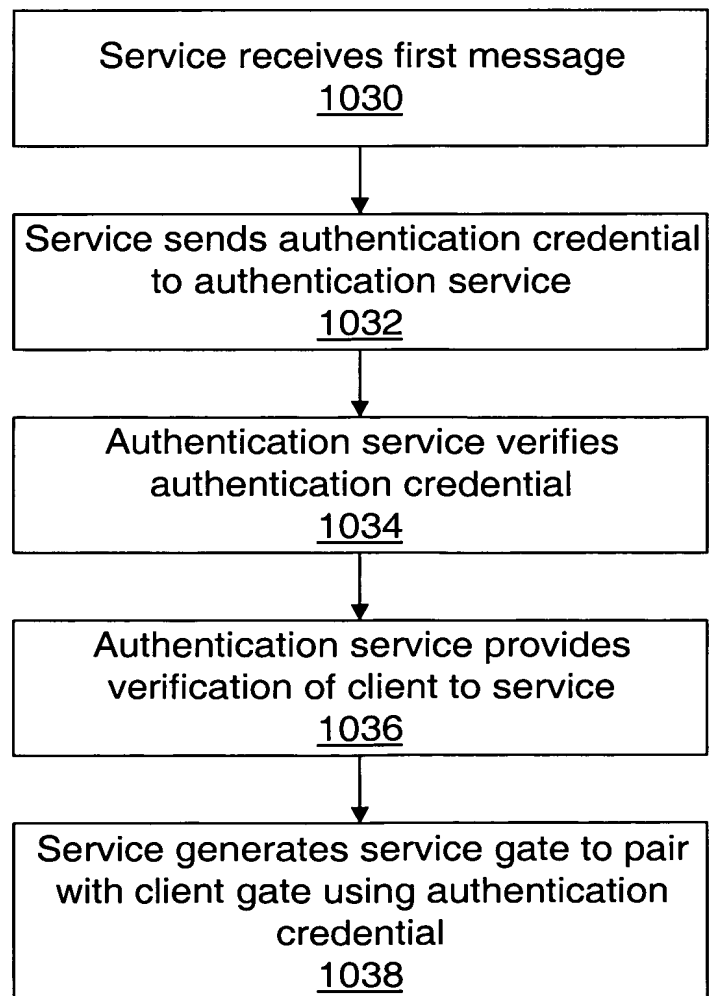 Service receives first message
1030
Service sends authentication credential
to authentication service
1032
Authentication service verifies
authentication credential
1034
Authentication service provides
verification of client to service
1036
Service generates service gate to pair
with client gate using authentication
credential
1038